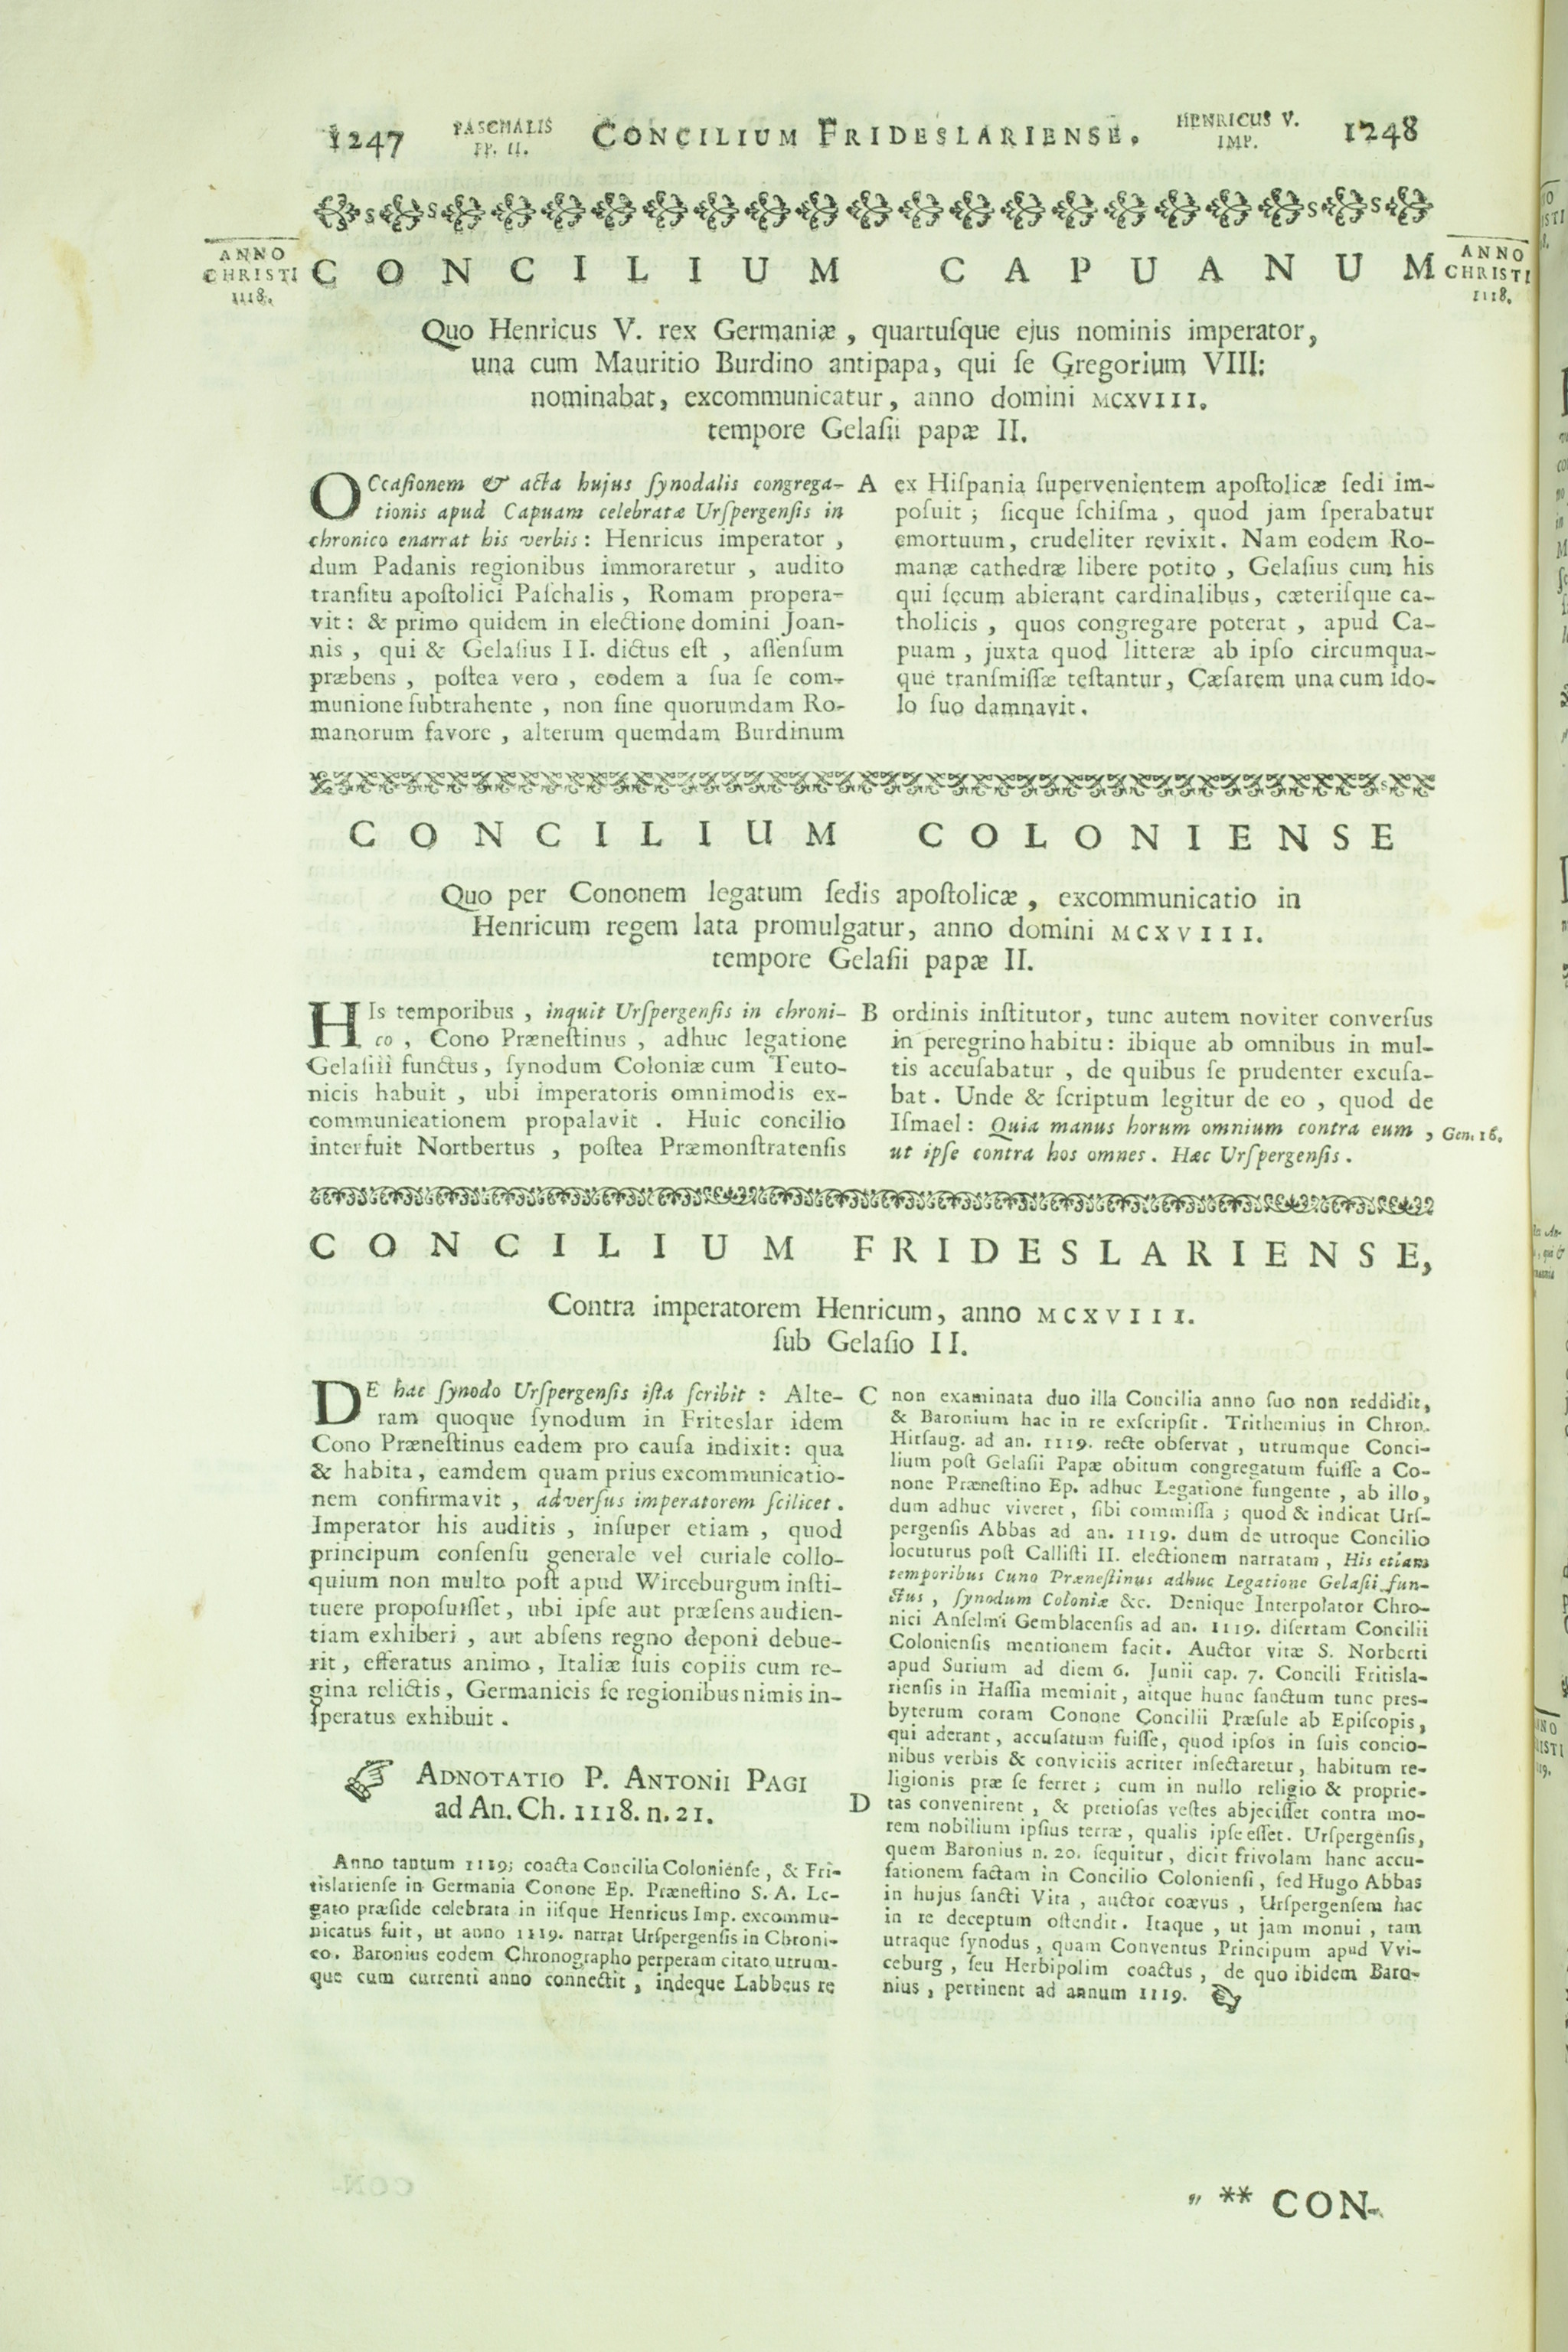 1247 PASCHALIS PP. II. CONCILIUM FRIDESLARIENSE. HENRICUS V. IMP. 1248
ANNO
CHRISTI
1118.
ANNO
CHRISTI
1118.
CONCILIUM CAPUANUM
Quo Henricus V. rex Germaniæ, quartuſque ejus nominis imperator,
una cum Mauritio Burdino antipapa, qui ſe Gregorium VIII:
nominabat, excommunicatur, anno domini MCXVIII.
tempore Gelaſii papæ II.
OCcaſionem & acta hujus ſynodalis congrega-
tionis apud Capuam celebratæ Urſpergenſis in
chronico enarrat his verbis: Henricus imperator,
dum Padanis regionibus immoraretur, audito
tranſitu apoſtolici Paſchalis, Romam propera-
vit: & primo quidem in electione domini Joan-
nis, qui & Gelaſius II. dictus eſt, aſſenſum
præbens, poſtea vero, eodem a ſua ſe com-
munione ſubtrahente, non ſine quorumdam Ro-
manorum favore, alterum quemdam Burdinum
A
ex Hiſpania ſupervenientem apoſtolicæ ſedi im-
poſuit; ſicque ſchiſma, quod jam ſperabatur
emortuum, crudeliter revixit. Nam eodem Ro-
manæ cathedræ libere potito, Gelaſius cum his
qui ſecum abierant cardinalibus, cæteriſque ca-
tholicis, quos congregare poterat, apud Ca-
puam, juxta quod litteræ ab ipſo circumqua-
que tranſmiſſæ teſtantur, Cæſarem una cum ido-
lo ſuo damnavit.
CONCILIUM COLONIENSE
Quo per Cononem legatum ſedis apoſtolicæ, excommunicatio in
Henricum regem lata promulgatur, anno domini MCXVIII.
tempore Gelaſii papæ II.
HIs temporibus, inquit Urſpergenſis in chroni-
co, Cono Præneſtinus, adhuc legatione
Gelaſiii functus, ſynodum Coloniæ cum Teuto-
nicis habuit, ubi imperatoris omnimodis ex-
communicationem propalavit. Huic concilio
interfuit Nortbertus, poſtea Præmonſtratenſis
B
ordinis inſtitutor, tunc autem noviter converſus
in peregrino habitu: ibique ab omnibus in mul-
tis accuſabatur, de quibus ſe prudenter excuſa-
bat. Unde & ſcriptum legitur de eo, quod de
Iſmael: Quia manus horum omnium contra eum, Gen. 16.
ut ipſe contra hos omnes. Hæc Urſpergenſis.
CONCILIUM FRIDESLARIENSE,
Contra imperatorem Henricum, anno MCXVIII.
ſub Gelaſio II.
DE hac ſynodo Urſpergenſis iſta ſcribit: Alte-
ram quoque ſynodum in Friteslar idem
Cono Præneſtinus eadem pro cauſa indixit: qua
& habita, eamdem quam prius excommunicatio-
nem confirmavit, adverſus imperatorem ſcilicet.
Imperator his auditis, inſuper etiam, quod
principum conſenſu generale vel curiale collo-
quium non multo poſt apud Wirceburgum inſti-
tuere propoſuiſſet, ubi ipſe aut præſens audien-
tiam exhiberi, aut abſens regno deponi debue-
rit, efferatus animo, Italiæ ſuis copiis cum re-
gina relictis, Germanicis ſe regionibus nimis in-
ſperatus exhibuit.
ADNOTATIO P. ANTONii PAGI
ad An. Ch. 1118. n. 21.
Anno tantum 1119; coacta Concilia Colonienſe, & Fri-
tislarienſe in Germania Conone Ep. Præneſtino S. A. Le-
gato præſide celebrata in iiſque Henricus Imp. excommu-
nicatus fuit, ut anno 1119. narrat Urſpergenſis in Chroni-
co. Baronius eodem Chronographo perperam citato utrum-
que cum currenti anno connectit, indeque Labbeus re
C
non examinata duo illa Concilia anno ſuo non reddidit,
& Baronium hac in re exſcripſit. Trithemius in Chron.
Hirſaug. ad an. 1119. recte obſervat, utrumque Conci-
lium poſt Gelaſii Papæ obitum congregatum fuiſſe a Co-
none Præneſtino Ep. adhuc Legatione fungente, ab illo,
dum adhuc viveret, ſibi commiſſa; quod & indicat Urſ-
pergenſis Abbas ad an. 1119. dum de utroque Concilio
locuturus poſt Calliſti II. electionem narratam, His etiam
temporibus Cuno Præneſtinus adhuc Legatione Gelaſii fun-
ctus, ſynodum Coloniæ &c. Denique Interpolator Chro-
nici Anſelmi Gemblacenſis ad an. 1119. diſertam Concilii
Colonienſis mentionem facit. Auctor vitæ S. Norberti
apud Surium ad diem 6. Junii cap. 7. Concili Fritisla-
rienſis in Haſſia meminit, aitque hunc ſanctum tunc pres-
byterum coram Conone Concilii Præſule ab Epiſcopis,
qui aderant, accuſatum fuiſſe, quod ipſos in ſuis concio-
nibus verbis & conviciis acriter inſectaretur, habitum re-
ligionis præ ſe ferret; cum in nullo religio & proprie-
D
tas convenirent, & pretioſas veſtes abjeciſſet contra mo-
rem nobilium ipſius terræ, qualis ipſe eſſet. Urſpergenſis,
quem Baronius n. 20. ſequitur, dicit frivolam hanc accu-
ſationem factam in Concilio Colonienſi, ſed Hugo Abbas
in hujus ſancti Vita, auctor coævus, Urſpergenſem hac
in re deceptum oſtendit. Itaque, ut jam monui, tam
utraque ſynodus, quam Conventus Principum apud Vvi-
ceburg, ſeu Herbipolim coactus, de quo ibidem Baro-
nius, pertinent ad annum 1119.
** CON-